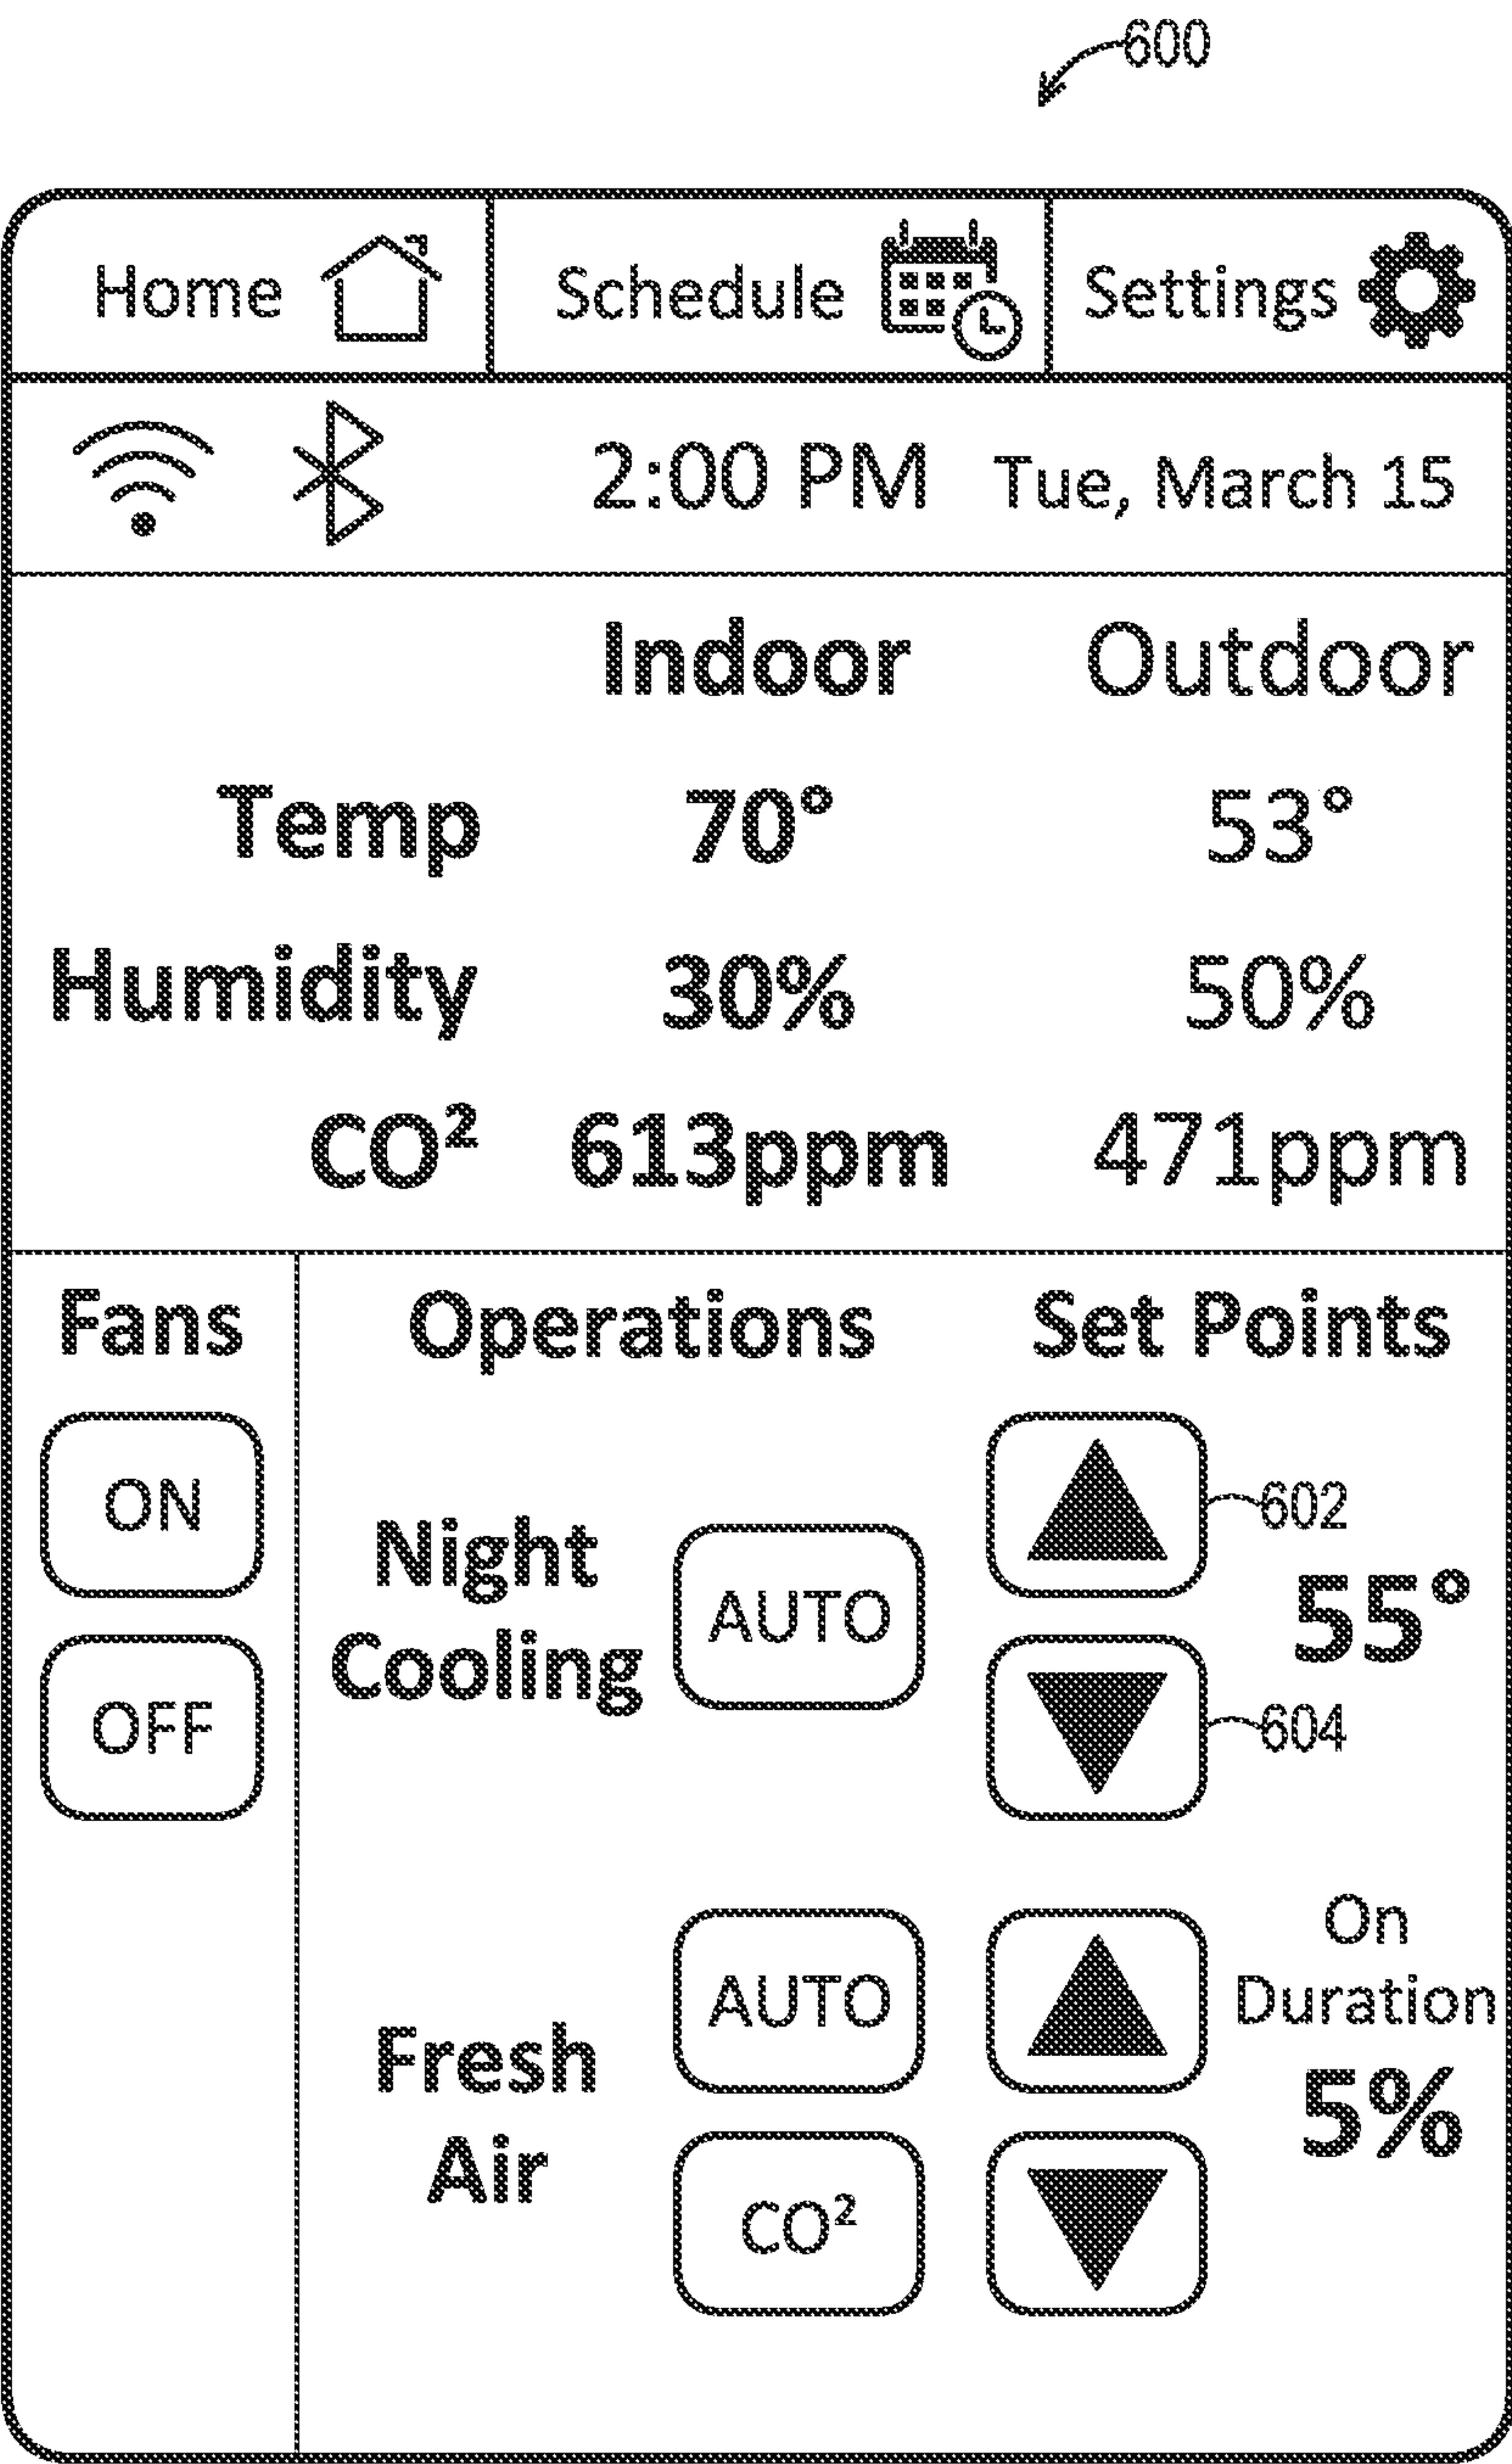 600
Home Schedule Settings
2:00 PM Tue, March 15
Indoor Outdoor
Temp 70° 53°
Humidity 30% 50%
CO² 613ppm 471ppm
Fans Operations Set Points
ON
OFF
Night
Cooling
AUTO
602
55°
604
Fresh
Air
AUTO
CO²
On
Duration
5%